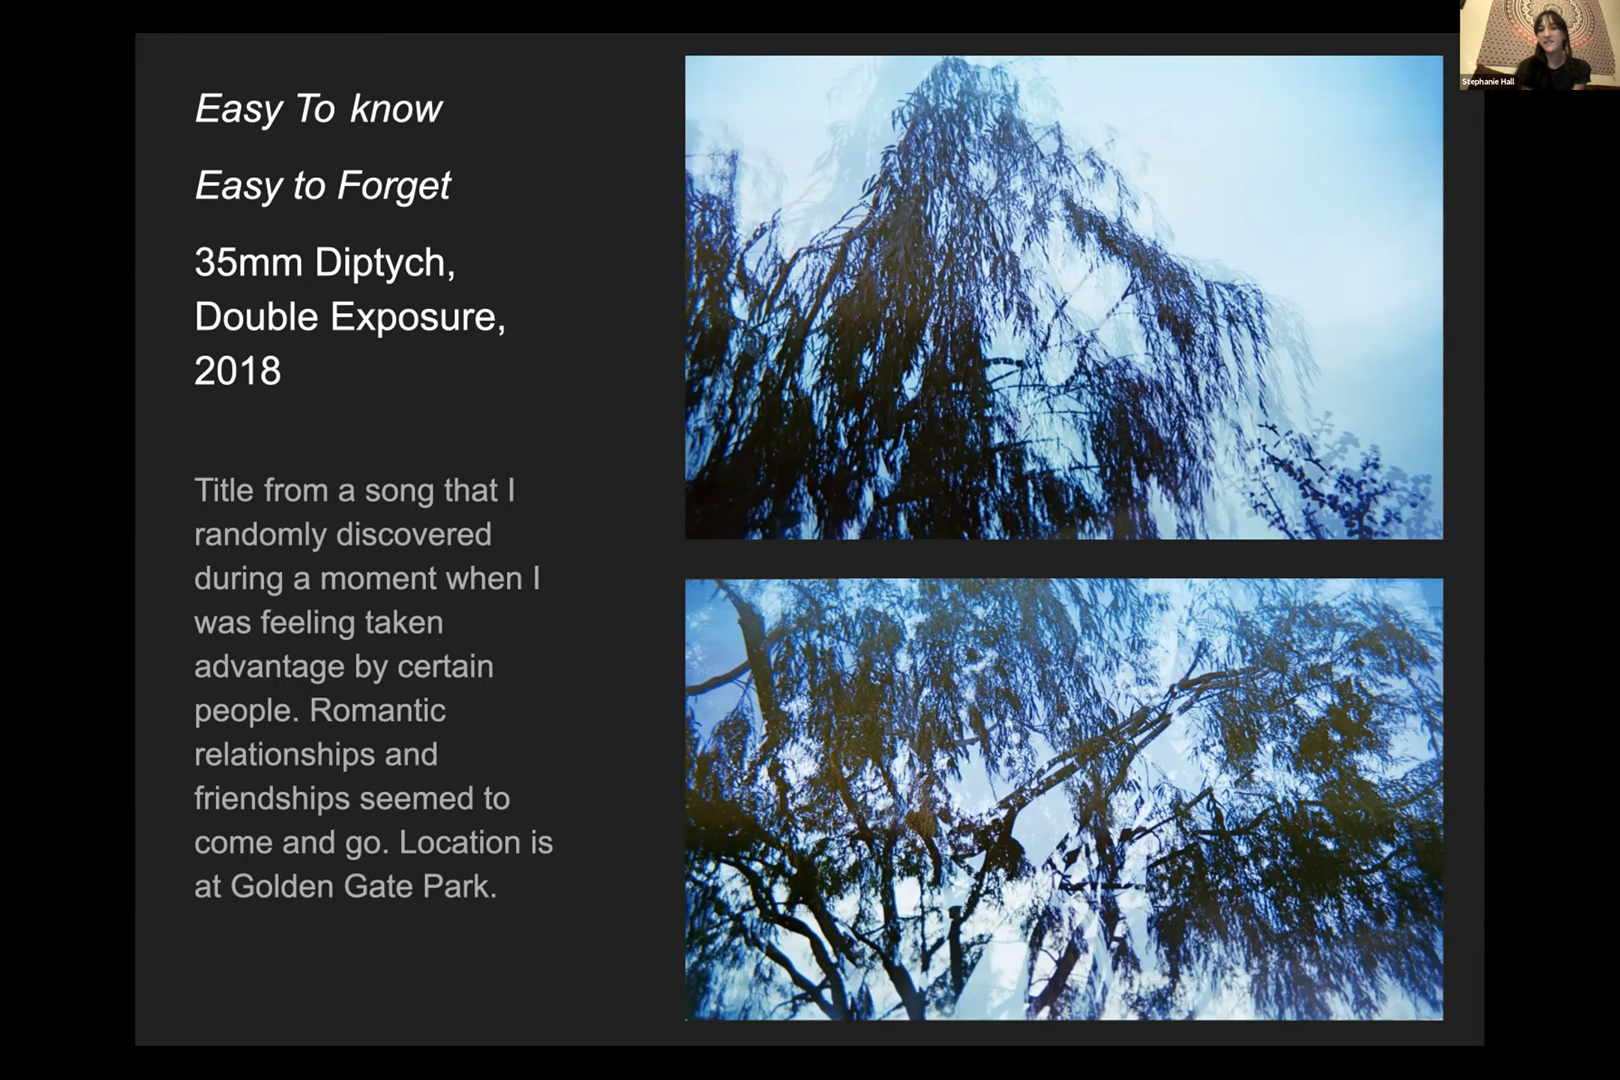 Easy To know
Easy to Forget
35mm Diptych,
Double Exposure,
2018
Title from a song that I
randomly discovered
during a moment when I
was feeling taken
advantage by certain
people. Romantic
relationships and
friendships seemed to
come and go. Location is
at Golden Gate Park.
Stephanie Hall